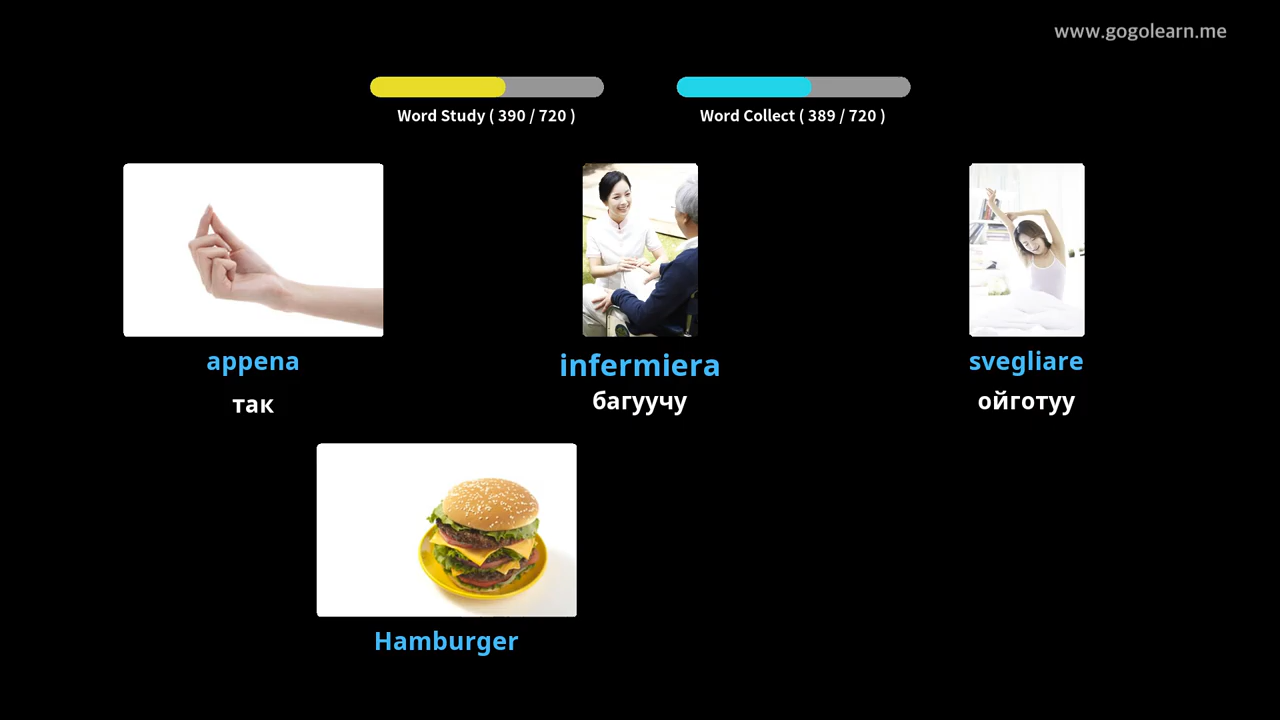 www.gogolearn.me
Word Study ( 390 / 720 )
Word Collect ( 389 / 720 )
appena
так
infermiera
багуучу
svegliare
ойготуу
Hamburger